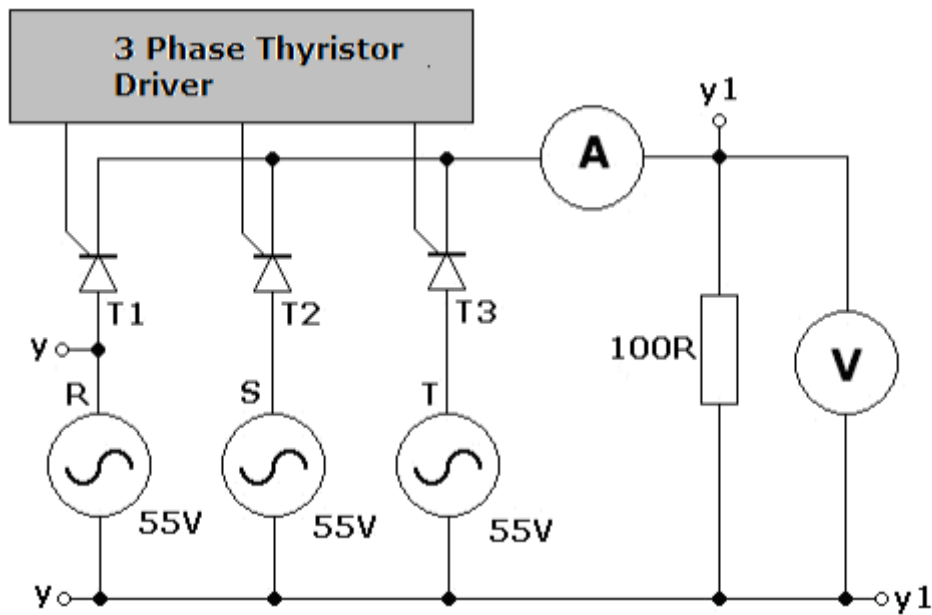 3 Phase Thyristor
Driver
y1
A
T1
T2
T3
y
100R
V
R
S
T
55V
55V
55V
y
y1